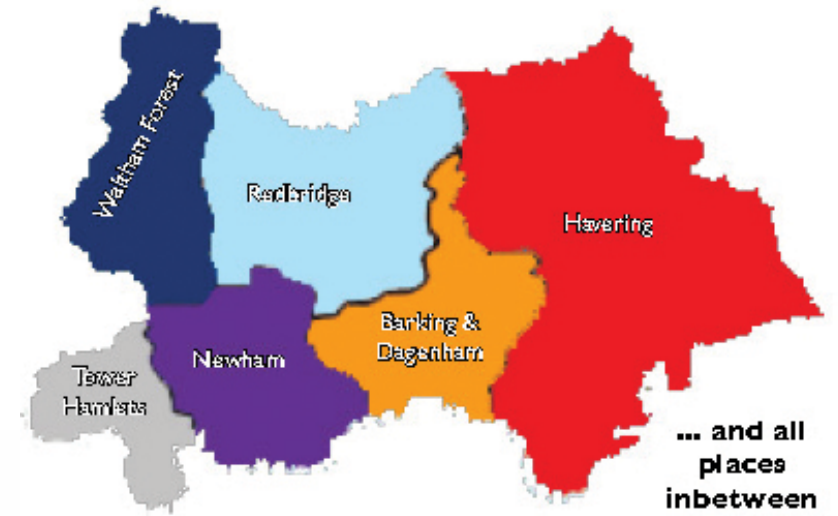 Waltham Forest
Redbridge
Havering
Barking &
Dagenham
Newham
Tower
Hamlets
... and all
places
inbetween